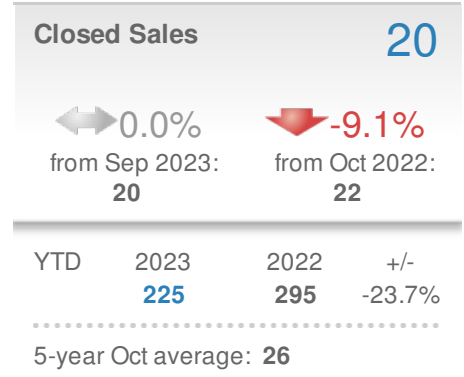 Closed Sales 20
0.0% -9.1%
from Sep 2023: from Oct 2022:
20 22
YTD 2023 2022 +/-
225 295 -23.7%
5-year Oct average: 26